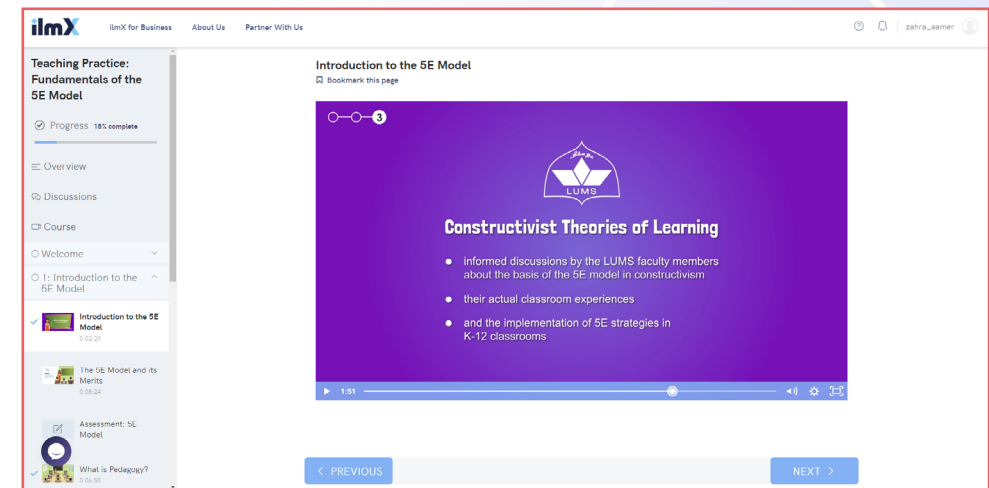 ilmX
ilmX for Business
About Us
Partner With Us
zahra_aamer
Teaching Practice:
Fundamentals of the
5E Model
Progress 18% complete
Overview
Discussions
Course
Welcome
1: Introduction to the
5E Model
Introduction to the 5E
Model
0:02:29
The 5E Model and its
Merits
0:08:24
Assessment: 5E
Model
What is Pedagogy?
0:06:58
Introduction to the 5E Model
Bookmark this page
3
LUMS
Constructivist Theories of Learning
• informed discussions by the LUMS faculty members
about the basis of the 5E model in constructivism
• their actual classroom experiences
• and the implementation of 5E strategies in
K-12 classrooms
1:51
< PREVIOUS
NEXT >